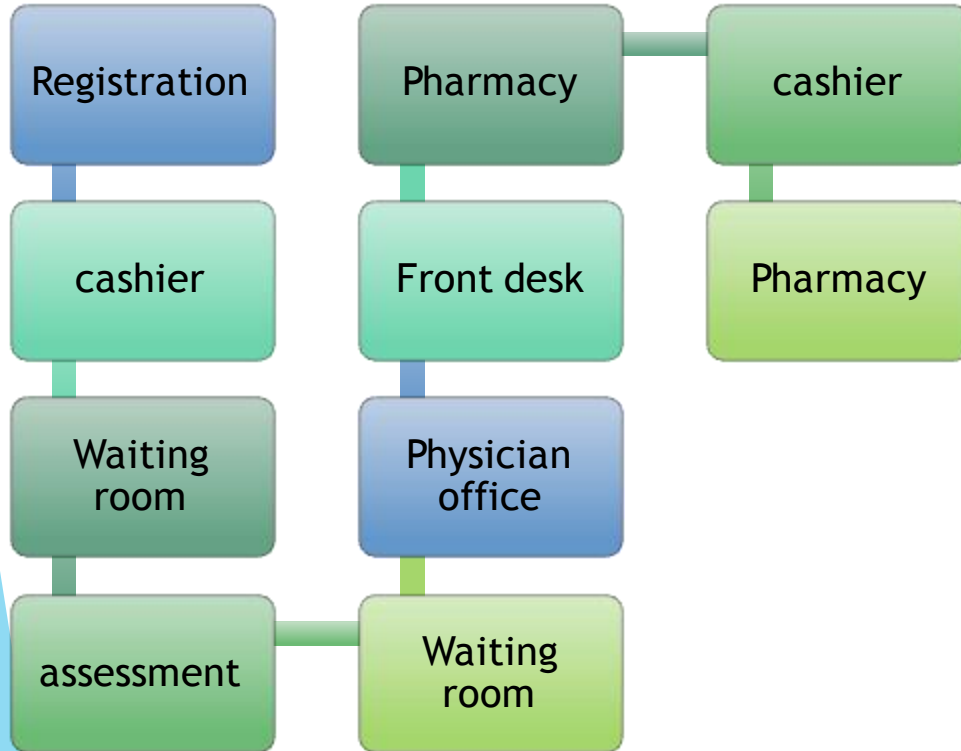 Registration
cashier
Waiting
room
assessment
Waiting
room
Physician
office
Front desk
Pharmacy
cashier
Pharmacy